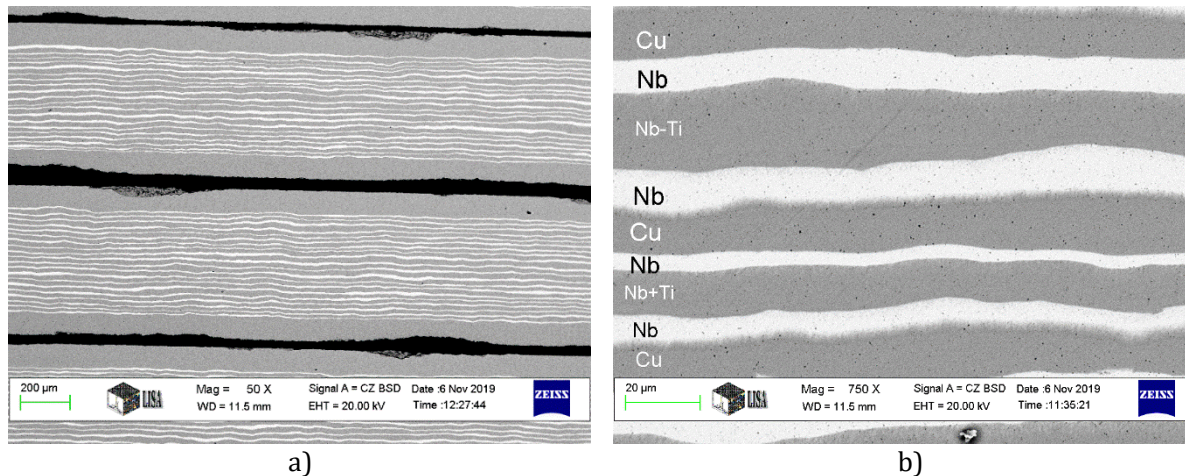 200 µm
LISA
Mag = 50 X
WD = 11.5 mm
Signal A = CZ BSD
EHT = 20.00 kV
Date :6 Nov 2019
Time :12:27:44
ZEISS
a)
Cu
Nb
Nb-Ti
Nb
Cu
Nb
Nb+Ti
Nb
Cu
20 µm
LISA
Mag = 750 X
WD = 11.5 mm
Signal A = CZ BSD
EHT = 20.00 kV
Date :6 Nov 2019
Time :11:35:21
ZEISS
b)